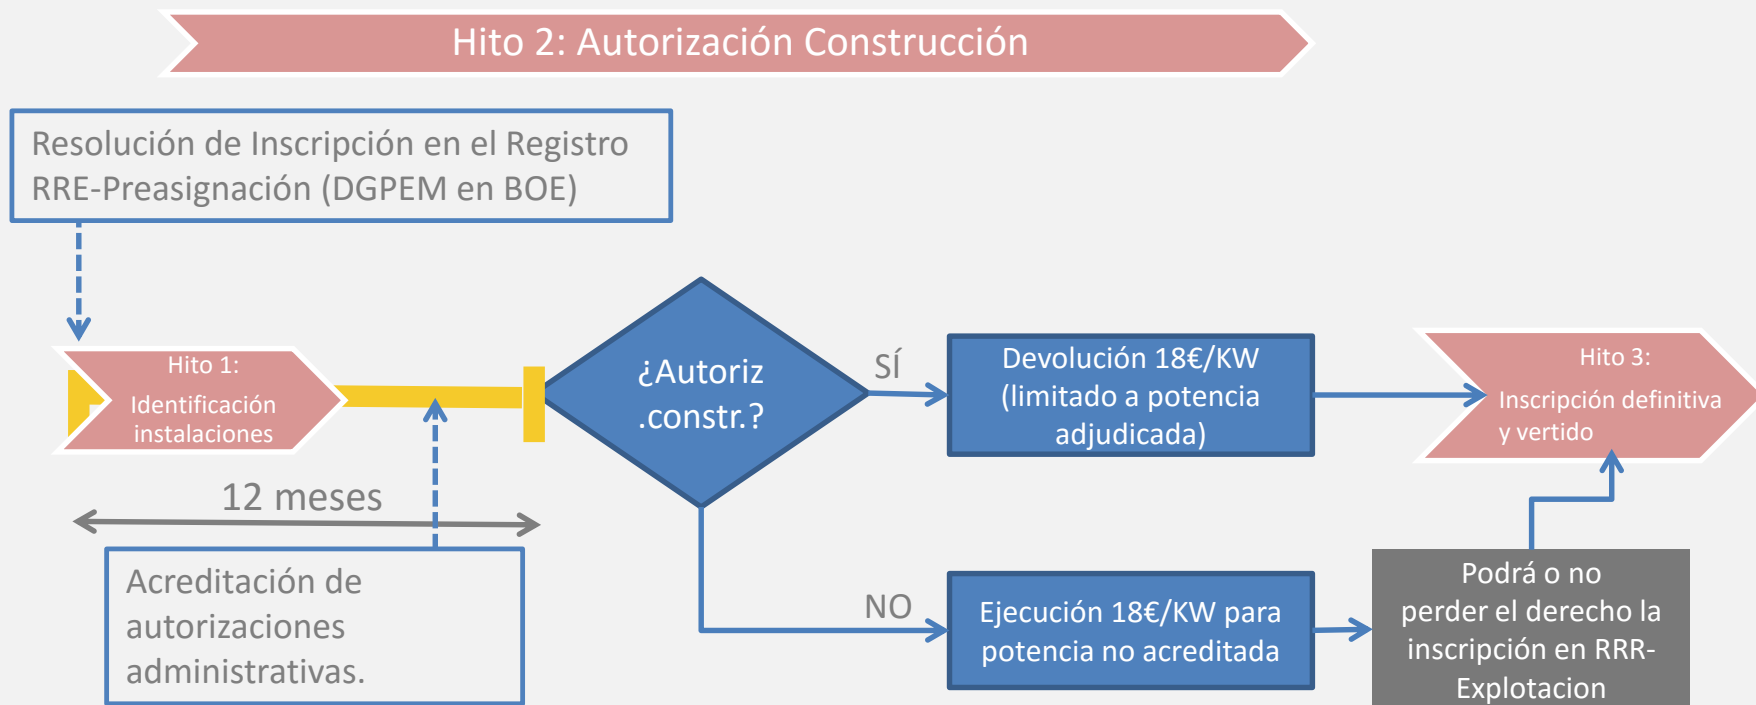 Hito 2: Autorización Construcción
Resolución de Inscripción en el Registro
RRE-Preasignación (DGPEM en BOE)
Hito 1:
Identificación
instalaciones
12 meses
Acreditación de
autorizaciones
administrativas.
¿Autoriz
.constr.?
SÍ
Devolución 18€/KW
(limitado a potencia
adjudicada)
Hito 3:
Inscripción definitiva
y vertido
NO
Ejecución 18€/KW para
potencia no acreditada
Podrá o no
perder el derecho la
inscripción en RRR-
Explotacion